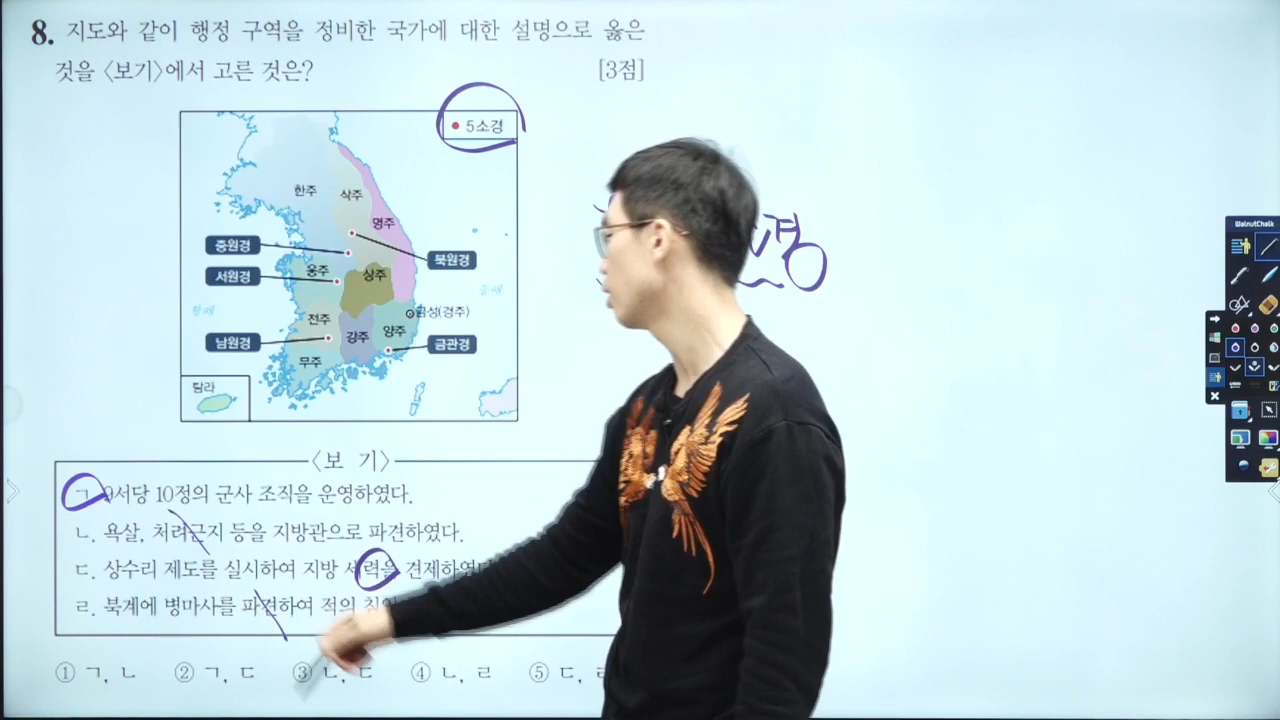 8. 지도와 같이 행정 구역을 정비한 국가에 대한 설명으로 옳은
것을 〈보기〉에서 고른 것은? [3점]
5소경
한주
삭주
명주
중원경
북원경
서원경
웅주
상주
동해
황해
금성(경주)
전주
강주
양주
남원경
금관경
무주
탐라
경
WalnutChalk
〈보 기〉
ㄱ. 9서당 10정의 군사 조직을 운영하였다.
ㄴ. 욕살, 처려근지 등을 지방관으로 파견하였다.
ㄷ. 상수리 제도를 실시하여 지방 세력을 견제하였다
ㄹ. 북계에 병마사를 파견하여 적의
① ㄱ, ㄴ ② ㄱ, ㄷ ③ ㄴ, ㄷ ④ ㄴ, ㄹ ⑤ ㄷ, ㄹ